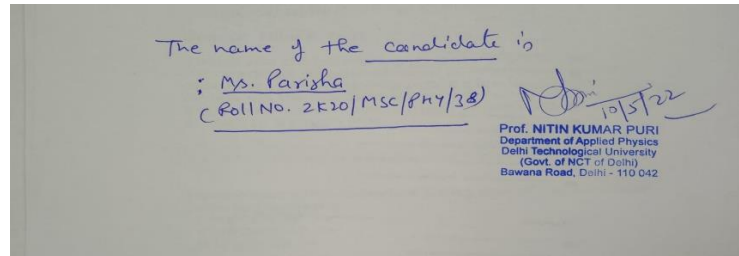 The name of the candidate is
: Ms. Parisha
(Roll No. 2K20/MSC/PHY/38)
10/5/22
Prof. NITIN KUMAR PURI
Department of Applied Physics
Delhi Technological University
(Govt. of NCT of Delhi)
Bawana Road, Delhi - 110 042